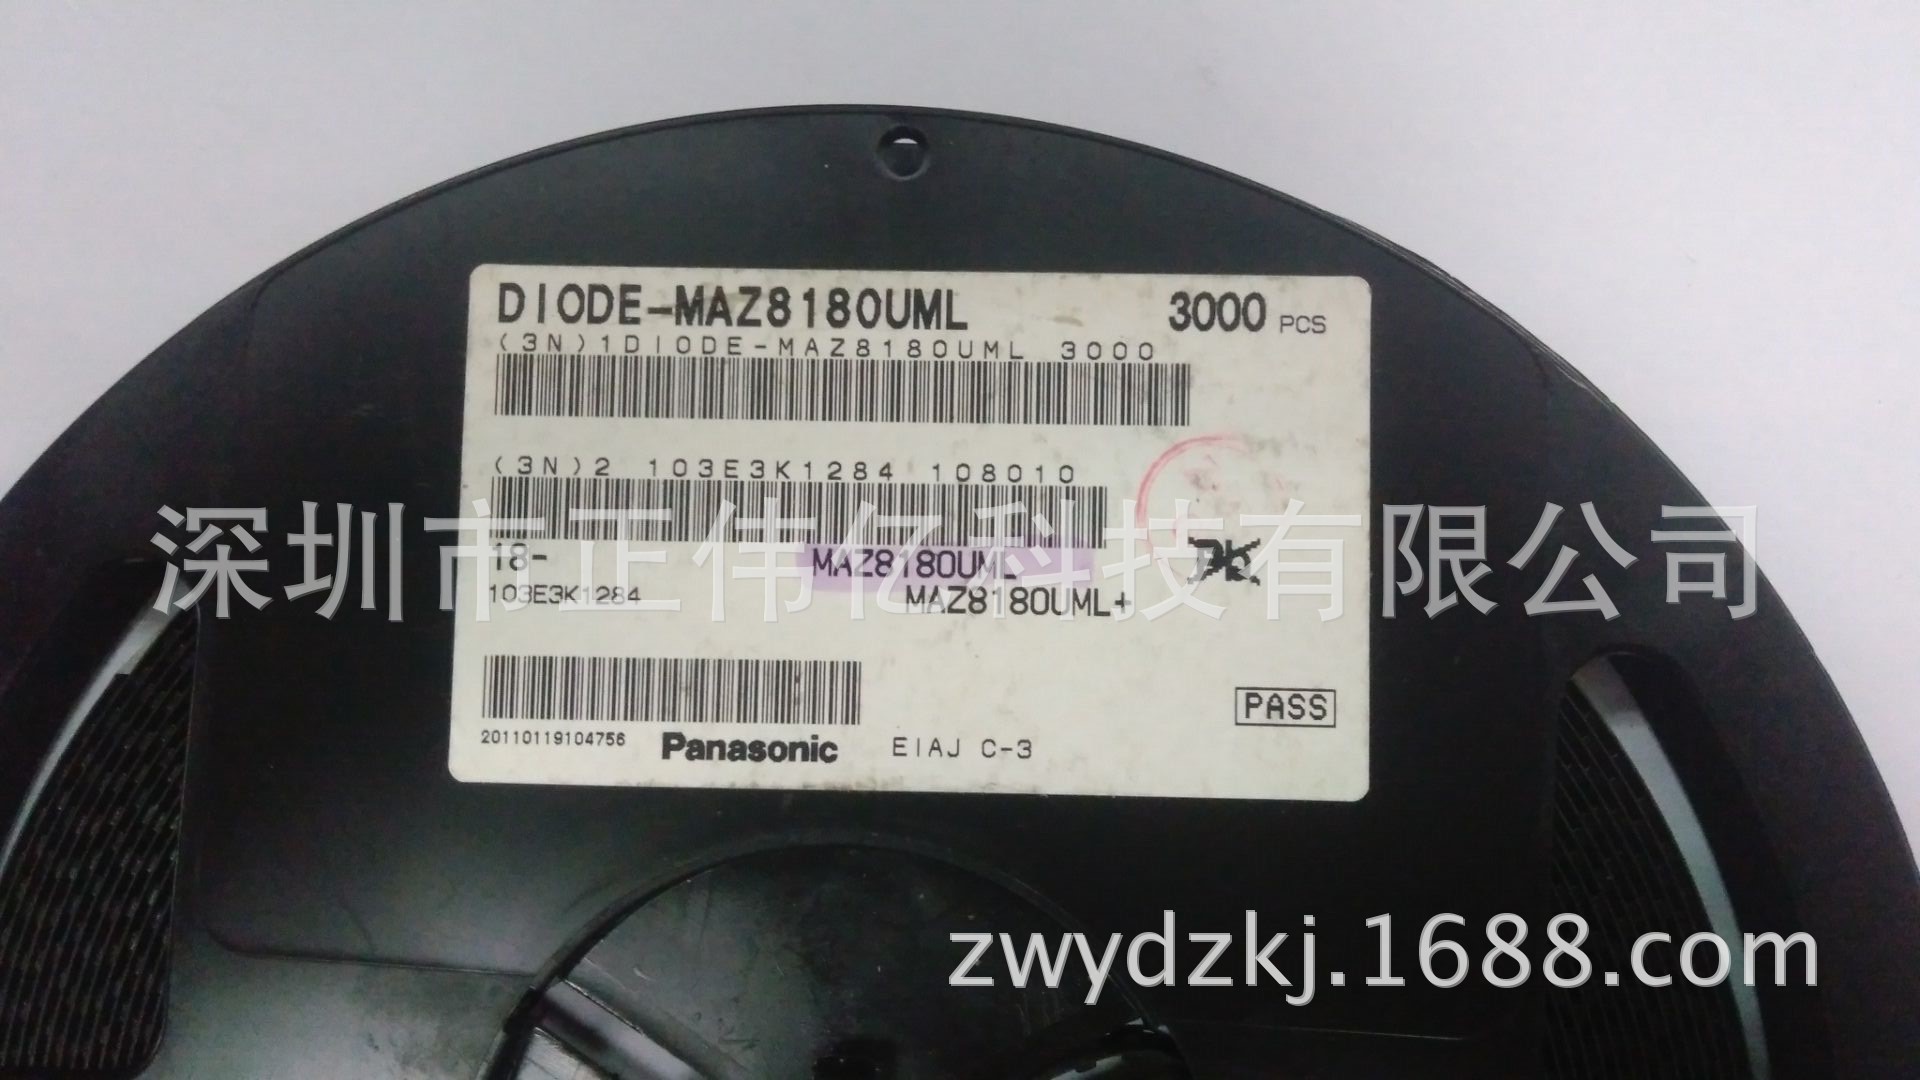 DIODE-MAZ8180UML 3000 PCS
(3N)1DIODE-MAZ8180UML 3000
(3N)2 103E3K1284 108010
深圳市正伟亿科技有限公司
18- MAZ8180UML
103E3K1284 MAZ8180UML+
PASS
20110119104756 Panasonic EIAJ C-3
zwydzkj.1688.com